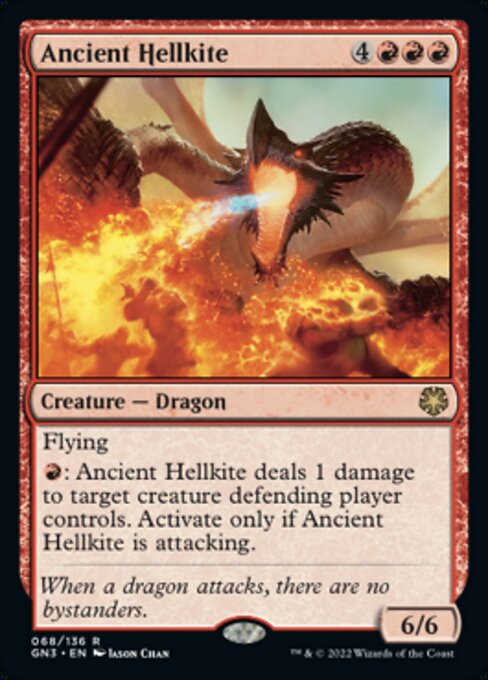 Ancient Hellkite 4
Creature — Dragon
Flying
: Ancient Hellkite deals 1 damage
to target creature defending player
controls. Activate only if Ancient
Hellkite is attacking.
When a dragon attacks, there are no
bystanders.
6/6
068/136 R
GN3 • EN Jason Chan
™ & © 2022 Wizards of the Coast